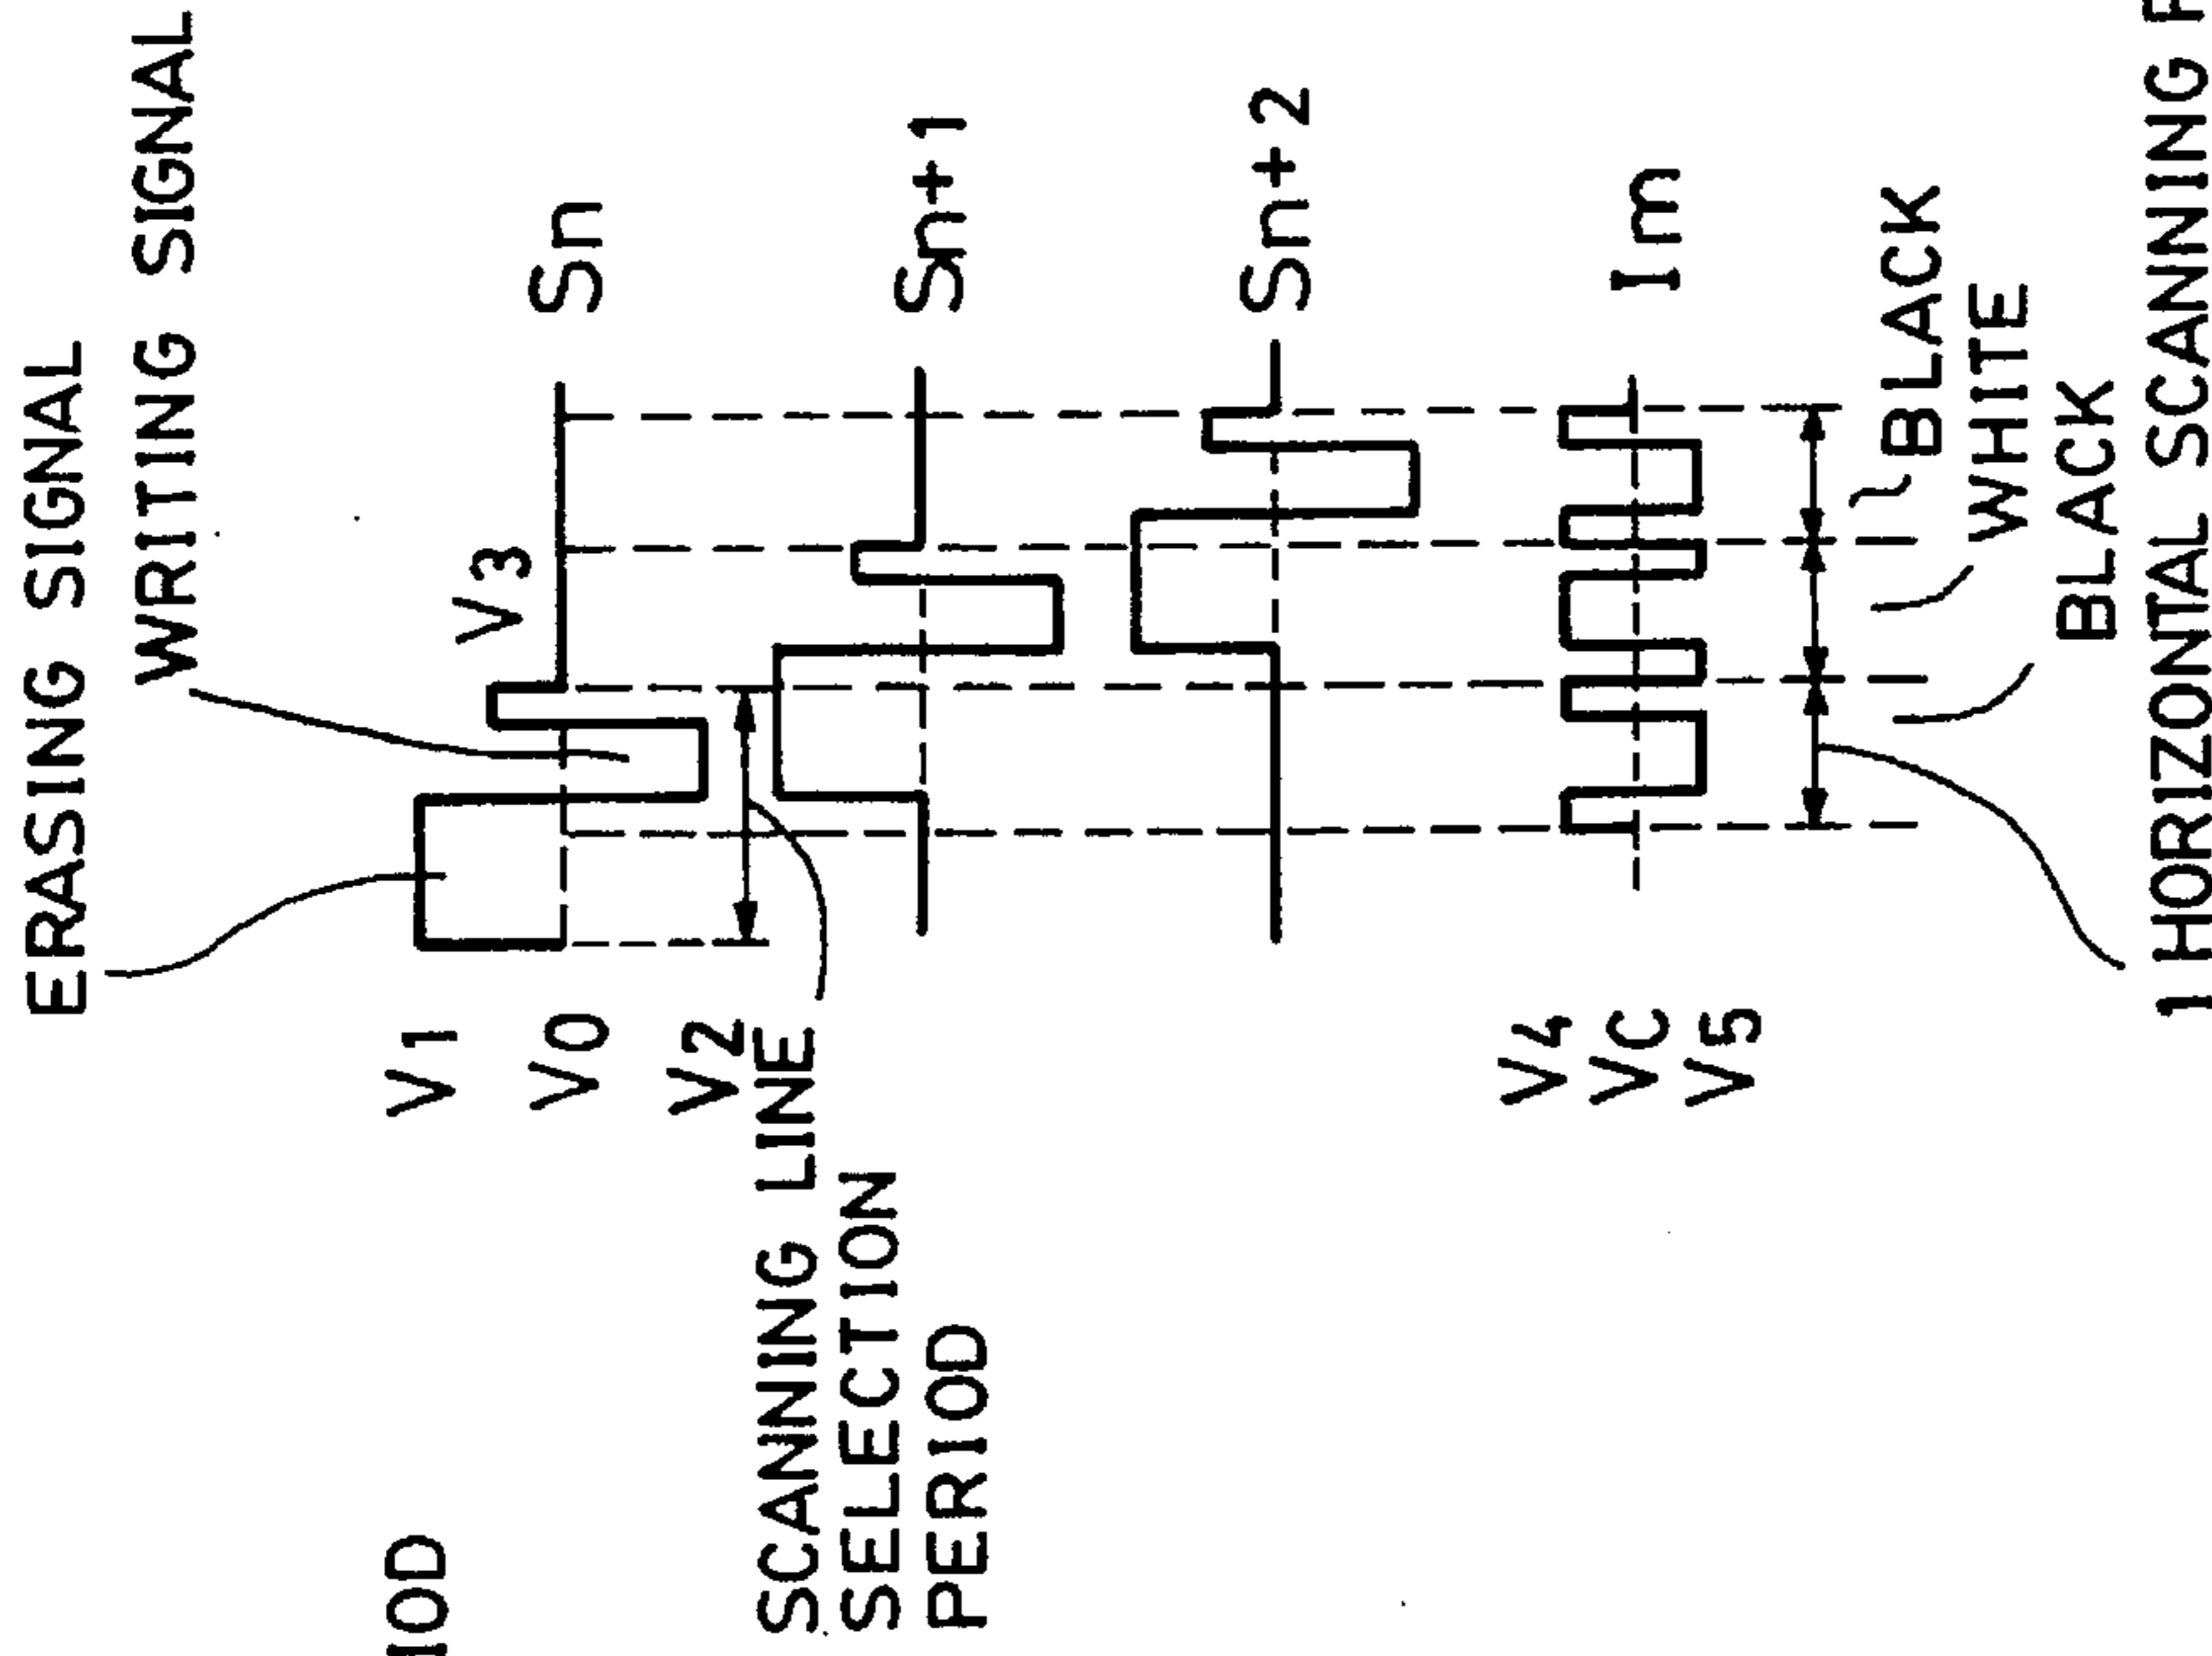 ERASING SIGNAL
WRITING SIGNAL
V1
V0
V2
V3
Sn
SCANNING LINE
SELECTION
PERIOD
Sn+1
Sn+2
V4
VC
V5
Im
BLACK
WHITE
BLACK
1 HORIZONTAL SCANNING